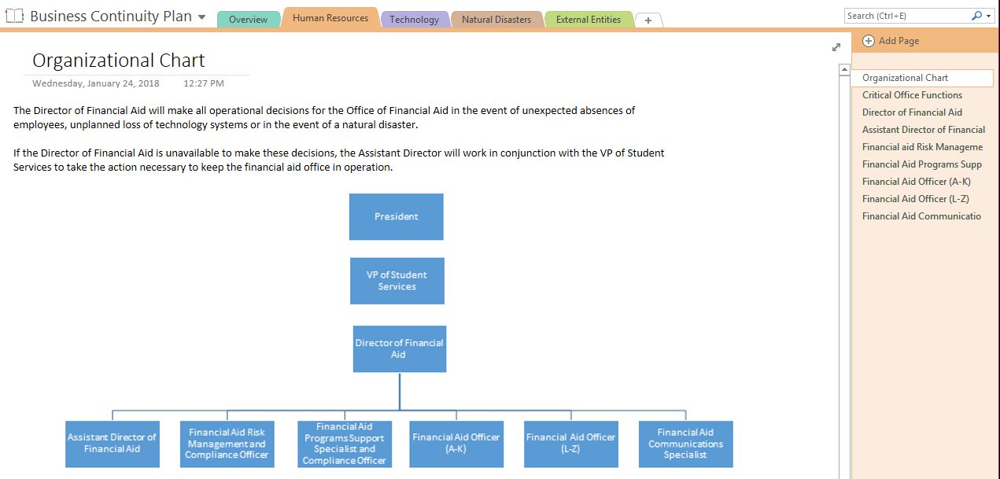 Business Continuity Plan
Overview
Human Resources
Technology
Natural Disasters
External Entities
+
Search (Ctrl+E)
Add Page
Organizational Chart
Wednesday, January 24, 2018 12:27 PM
The Director of Financial Aid will make all operational decisions for the Office of Financial Aid in the event of unexpected absences of
employees, unplanned loss of technology systems or in the event of a natural disaster.
If the Director of Financial Aid is unavailable to make these decisions, the Assistant Director will work in conjunction with the VP of Student
Services to take the action necessary to keep the financial aid office in operation.
President
VP of Student
Services
Director of Financial
Aid
Assistant Director of
Financial Aid
Financial Aid Risk
Management and
Compliance Officer
Financial Aid
Programs Support
Specialist and
Compliance Officer
Financial Aid Officer
(A-K)
Financial Aid Officer
(L-Z)
Financial Aid
Communications
Specialist
Organizational Chart
Critical Office Functions
Director of Financial Aid
Assistant Director of Financial
Financial aid Risk Manageme
Financial Aid Programs Supp
Financial Aid Officer (A-K)
Financial Aid Officer (L-Z)
Financial Aid Communicatio